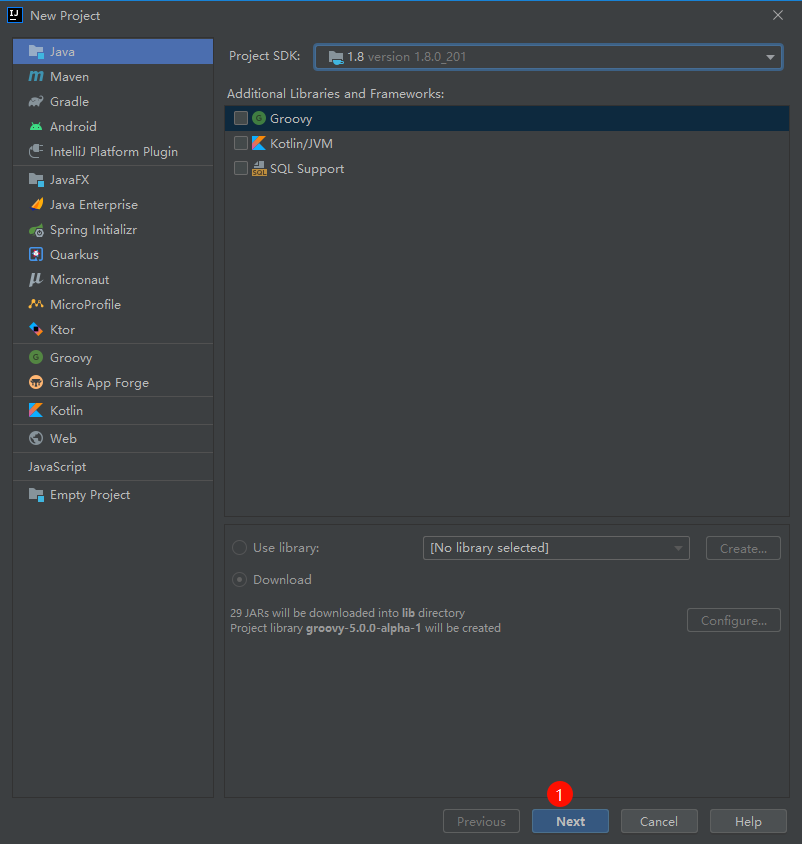 New Project
Java
Maven
Gradle
Android
IntelliJ Platform Plugin
JavaFX
Java Enterprise
Spring Initializr
Quarkus
Micronaut
MicroProfile
Ktor
Groovy
Grails App Forge
Kotlin
Web
JavaScript
Empty Project
Project SDK: 1.8 version 1.8.0_201
Additional Libraries and Frameworks:
Groovy
Kotlin/JVM
SQL Support
Use library: [No library selected] Create...
Download
29 JARs will be downloaded into lib directory
Project library groovy-5.0.0-alpha-1 will be created
Configure...
1
Previous Next Cancel Help